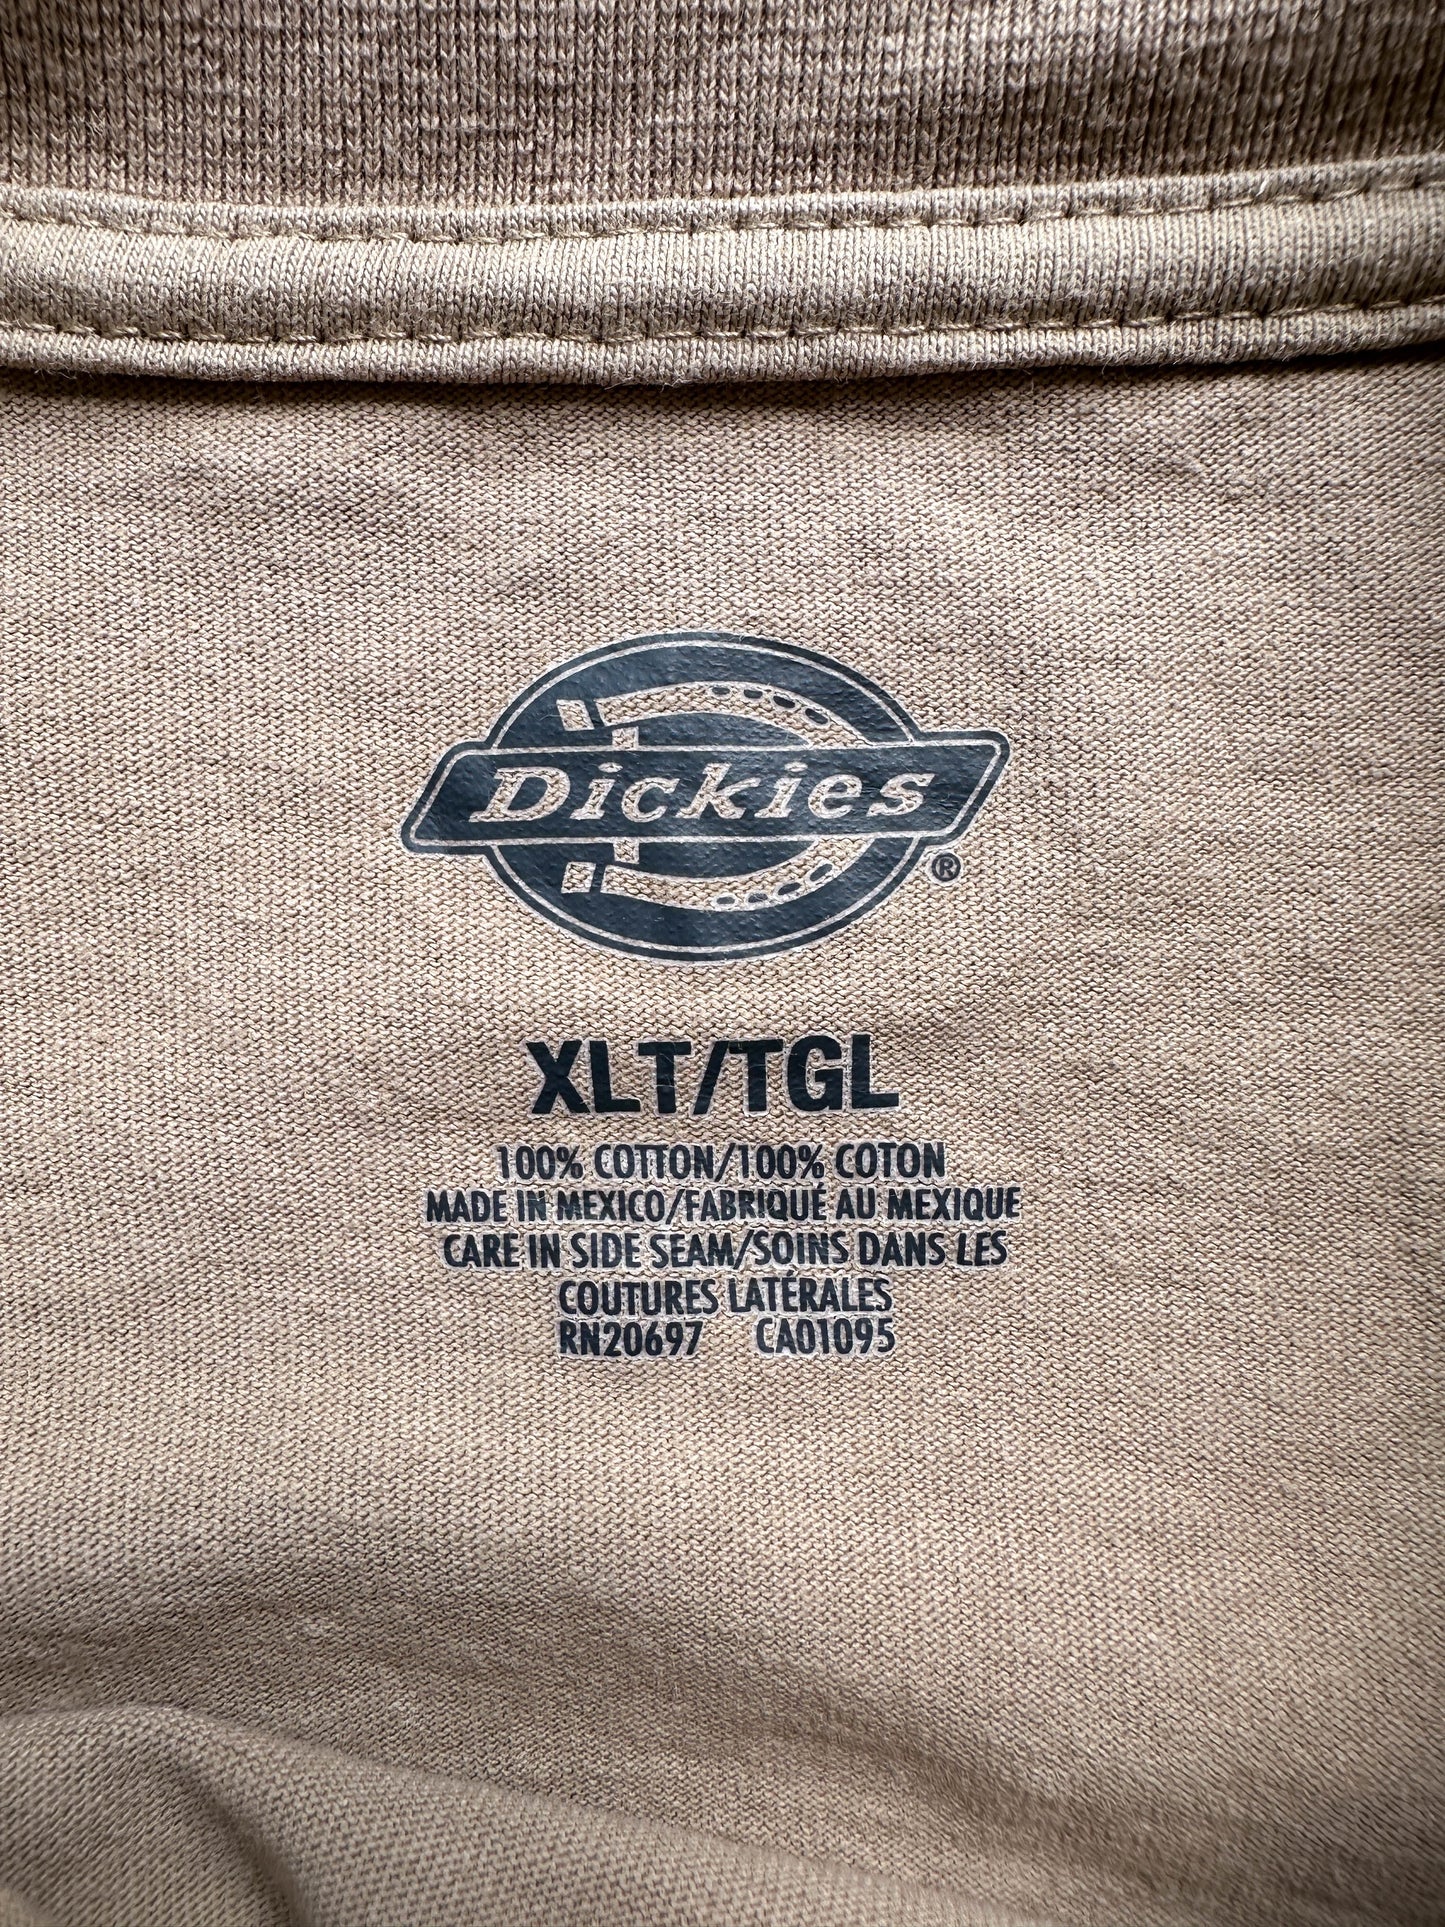 Dickies
®
XLT/TGL
100% COTTON/100% COTON
MADE IN MEXICO/FABRIQUÉ AU MEXIQUE
CARE IN SIDE SEAM/SOINS DANS LES
COUTURES LATÉRALES
RN20697 CA01095